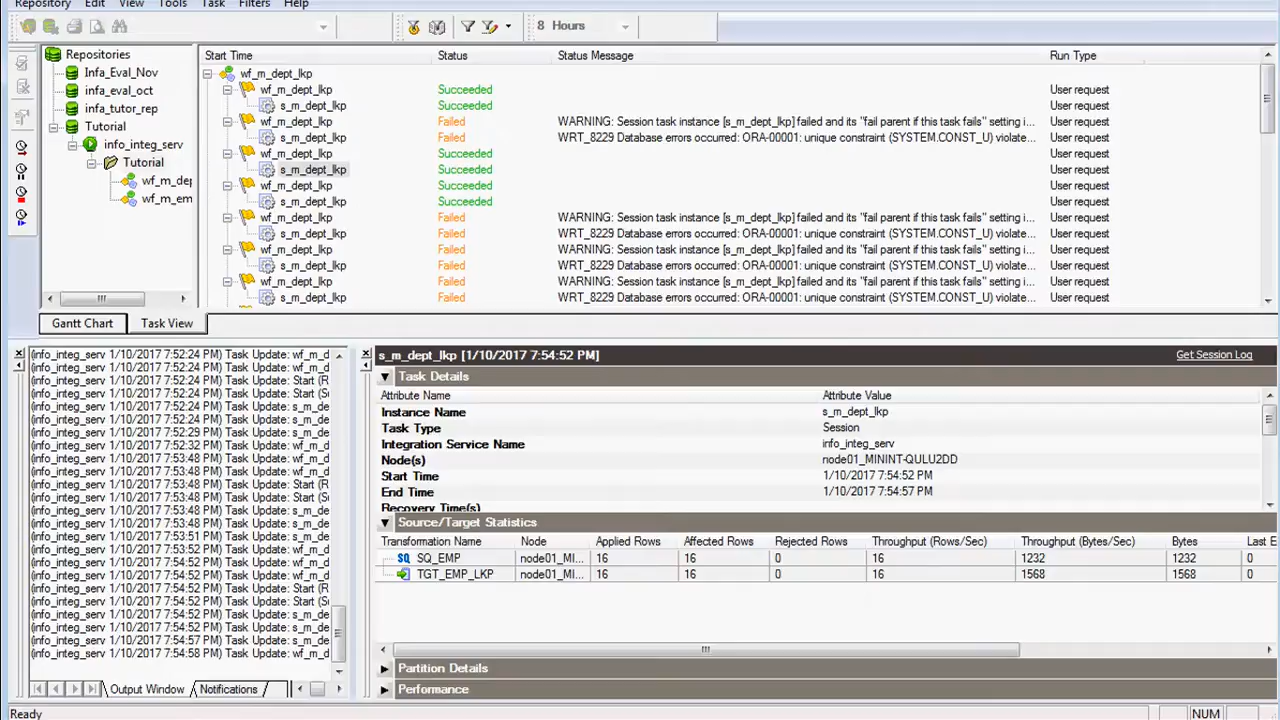 Repository Edit View Tools Task Filters Help
8 Hours
Repositories
Infa_Eval_Nov
infa_eval_oct
infa_tutor_rep
Tutorial
info_integ_serv
Tutorial
wf_m_dep
wf_m_em
Start Time Status Status Message Run Type
wf_m_dept_lkp
wf_m_dept_lkp Succeeded User request
s_m_dept_lkp Succeeded User request
wf_m_dept_lkp Failed WARNING: Session task instance [s_m_dept_lkp] failed and its "fail parent if this task fails" setting i... User request
s_m_dept_lkp Failed WRT_8229 Database errors occurred: ORA-00001: unique constraint (SYSTEM.CONST_U) violate... User request
wf_m_dept_lkp Succeeded User request
s_m_dept_lkp Succeeded User request
wf_m_dept_lkp Succeeded User request
s_m_dept_lkp Succeeded User request
wf_m_dept_lkp Failed WARNING: Session task instance [s_m_dept_lkp] failed and its "fail parent if this task fails" setting i... User request
s_m_dept_lkp Failed WRT_8229 Database errors occurred: ORA-00001: unique constraint (SYSTEM.CONST_U) violate... User request
wf_m_dept_lkp Failed WARNING: Session task instance [s_m_dept_lkp] failed and its "fail parent if this task fails" setting i... User request
s_m_dept_lkp Failed WRT_8229 Database errors occurred: ORA-00001: unique constraint (SYSTEM.CONST_U) violate... User request
wf_m_dept_lkp Failed WARNING: Session task instance [s_m_dept_lkp] failed and its "fail parent if this task fails" setting i... User request
s_m_dept_lkp Failed WRT_8229 Database errors occurred: ORA-00001: unique constraint (SYSTEM.CONST_U) violate... User request
Gantt Chart Task View
(info_integ_serv 1/10/2017 7:52:24 PM) Task Update: wf_m_d
(info_integ_serv 1/10/2017 7:52:24 PM) Task Update: wf_m_d
(info_integ_serv 1/10/2017 7:52:24 PM) Task Update: Start (R
(info_integ_serv 1/10/2017 7:52:24 PM) Task Update: Start (S
(info_integ_serv 1/10/2017 7:52:24 PM) Task Update: s_m_de
(info_integ_serv 1/10/2017 7:52:24 PM) Task Update: s_m_de
(info_integ_serv 1/10/2017 7:52:29 PM) Task Update: s_m_de
(info_integ_serv 1/10/2017 7:52:32 PM) Task Update: wf_m_d
(info_integ_serv 1/10/2017 7:53:48 PM) Task Update: wf_m_d
(info_integ_serv 1/10/2017 7:53:48 PM) Task Update: wf_m_d
(info_integ_serv 1/10/2017 7:53:48 PM) Task Update: Start (R
(info_integ_serv 1/10/2017 7:53:48 PM) Task Update: Start (S
(info_integ_serv 1/10/2017 7:53:48 PM) Task Update: s_m_de
(info_integ_serv 1/10/2017 7:53:48 PM) Task Update: s_m_de
(info_integ_serv 1/10/2017 7:53:51 PM) Task Update: s_m_de
(info_integ_serv 1/10/2017 7:53:52 PM) Task Update: wf_m_d
(info_integ_serv 1/10/2017 7:54:52 PM) Task Update: wf_m_d
(info_integ_serv 1/10/2017 7:54:52 PM) Task Update: wf_m_d
(info_integ_serv 1/10/2017 7:54:52 PM) Task Update: Start (R
(info_integ_serv 1/10/2017 7:54:52 PM) Task Update: Start (S
(info_integ_serv 1/10/2017 7:54:52 PM) Task Update: s_m_de
(info_integ_serv 1/10/2017 7:54:52 PM) Task Update: s_m_de
(info_integ_serv 1/10/2017 7:54:57 PM) Task Update: s_m_de
(info_integ_serv 1/10/2017 7:54:58 PM) Task Update: wf_m_d
Output Window Notifications
s_m_dept_lkp [1/10/2017 7:54:52 PM] Get Session Log
Task Details
Attribute Name Attribute Value
Instance Name s_m_dept_lkp
Task Type Session
Integration Service Name info_integ_serv
Node(s) node01_MININT-QULU2DD
Start Time 1/10/2017 7:54:52 PM
End Time 1/10/2017 7:54:57 PM
Recovery Time(s)
Source/Target Statistics
Transformation Name Node Applied Rows Affected Rows Rejected Rows Throughput (Rows/Sec) Throughput (Bytes/Sec) Bytes Last E
SQ SQ_EMP node01_MI... 16 16 0 16 1232 1232 0
TGT_EMP_LKP node01_MI... 16 16 0 16 1568 1568 0
Partition Details
Performance
Ready NUM